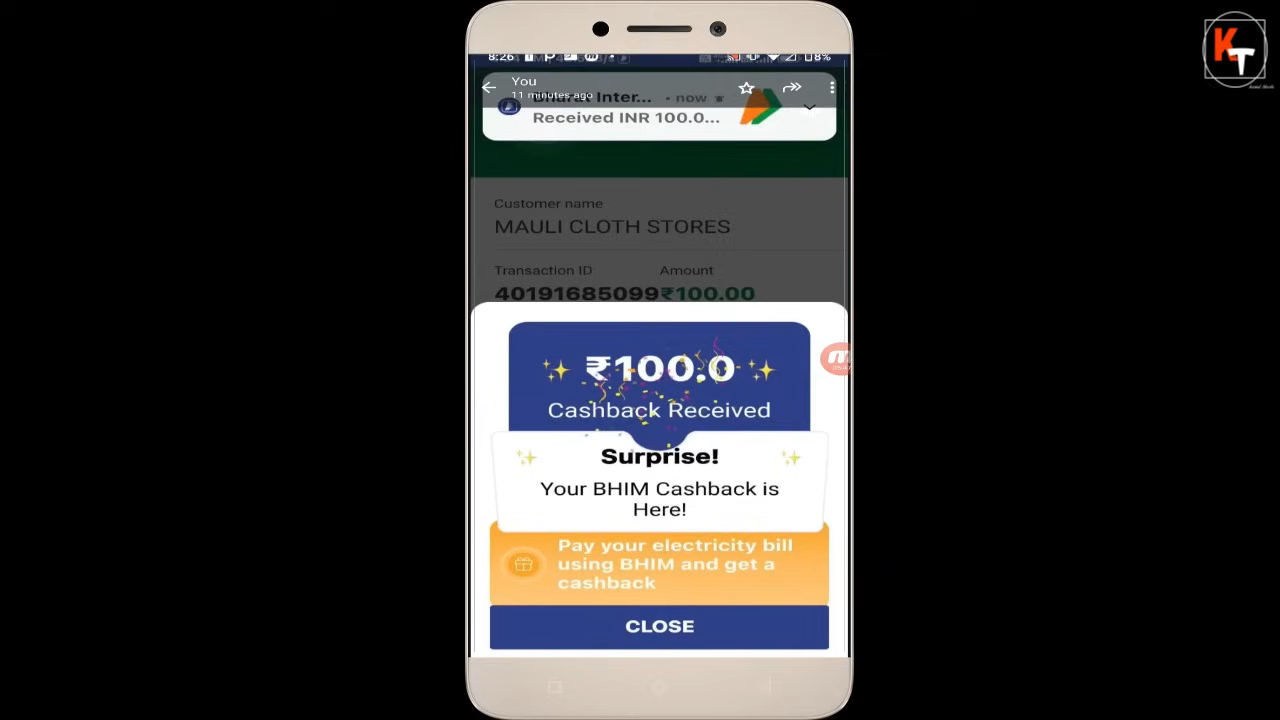 KT
8:26
8%
You
11 minutes ago
Bharat Inter... • now
Received INR 100.0...
Customer name
MAULI CLOTH STORES
Transaction ID
Amount
40191685099₹100.00
₹100.0
Cashback Received
Surprise!
Your BHIM Cashback is
Here!
Pay your electricity bill
using BHIM and get a
cashback
CLOSE